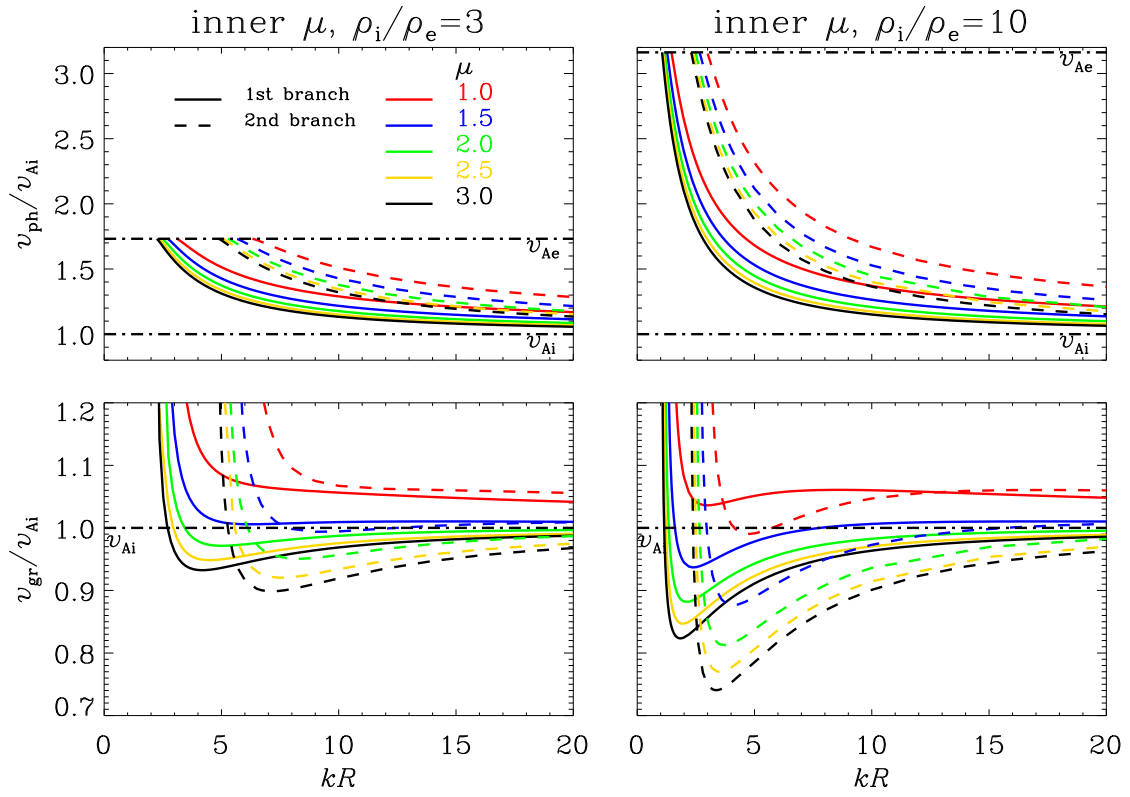 inner μ, ρi/ρe=3
inner μ, ρi/ρe=10
vph/vAi
3.0
2.5
2.0
1.5
1.0
1st branch
2nd branch
μ
1.0
1.5
2.0
2.5
3.0
vAe
vAi
vAe
vAi
vgr/vAi
1.2
1.1
1.0
0.9
0.8
0.7
vAi
vA
0 5 10 15 20
0 5 10 15 20
kR
kR